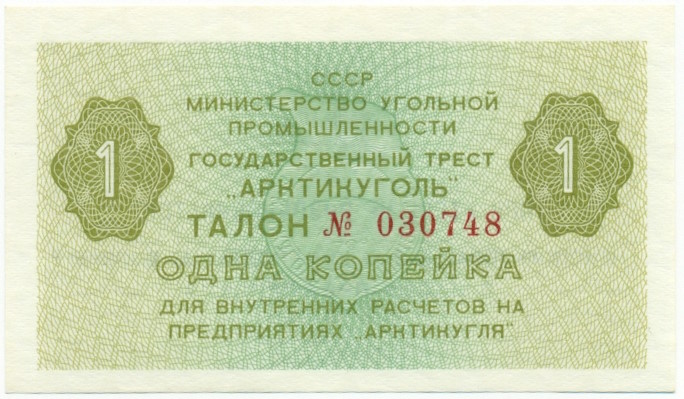 СССР
МИНИСТЕРСТВО УГОЛЬНОЙ
ПРОМЫШЛЕННОСТИ
ГОСУДАРСТВЕННЫЙ ТРЕСТ
„АРКТИКУГОЛЬ"
1
1
ТАЛОН № 030748
ОДНА КОПЕЙКА
ДЛЯ ВНУТРЕННИХ РАСЧЕТОВ НА
ПРЕДПРИЯТИЯХ „АРКТИКУГЛЯ"